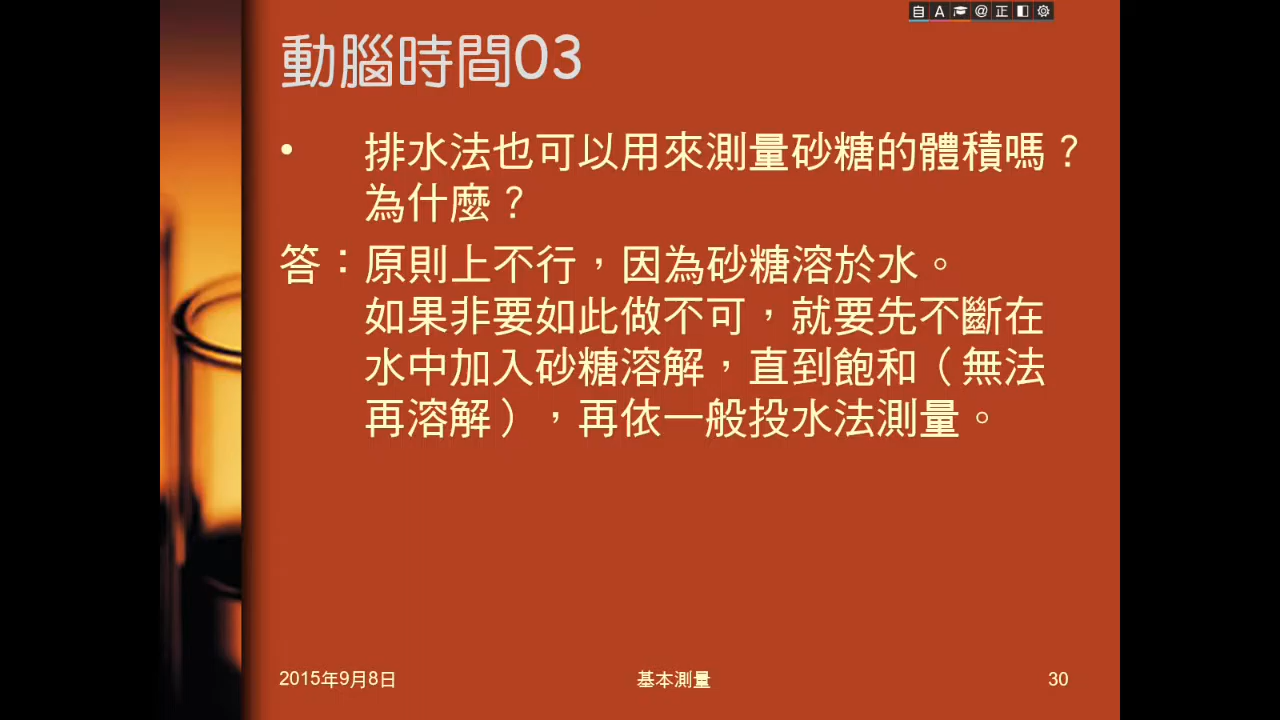 自 A @ 正
動腦時間03
• 排水法也可以用來測量砂糖的體積嗎？
為什麼？
答：原則上不行，因為砂糖溶於水。
如果非要如此做不可，就要先不斷在
水中加入砂糖溶解，直到飽和（無法
再溶解），再依一般投水法測量。
2015年9月8日 基本測量 30